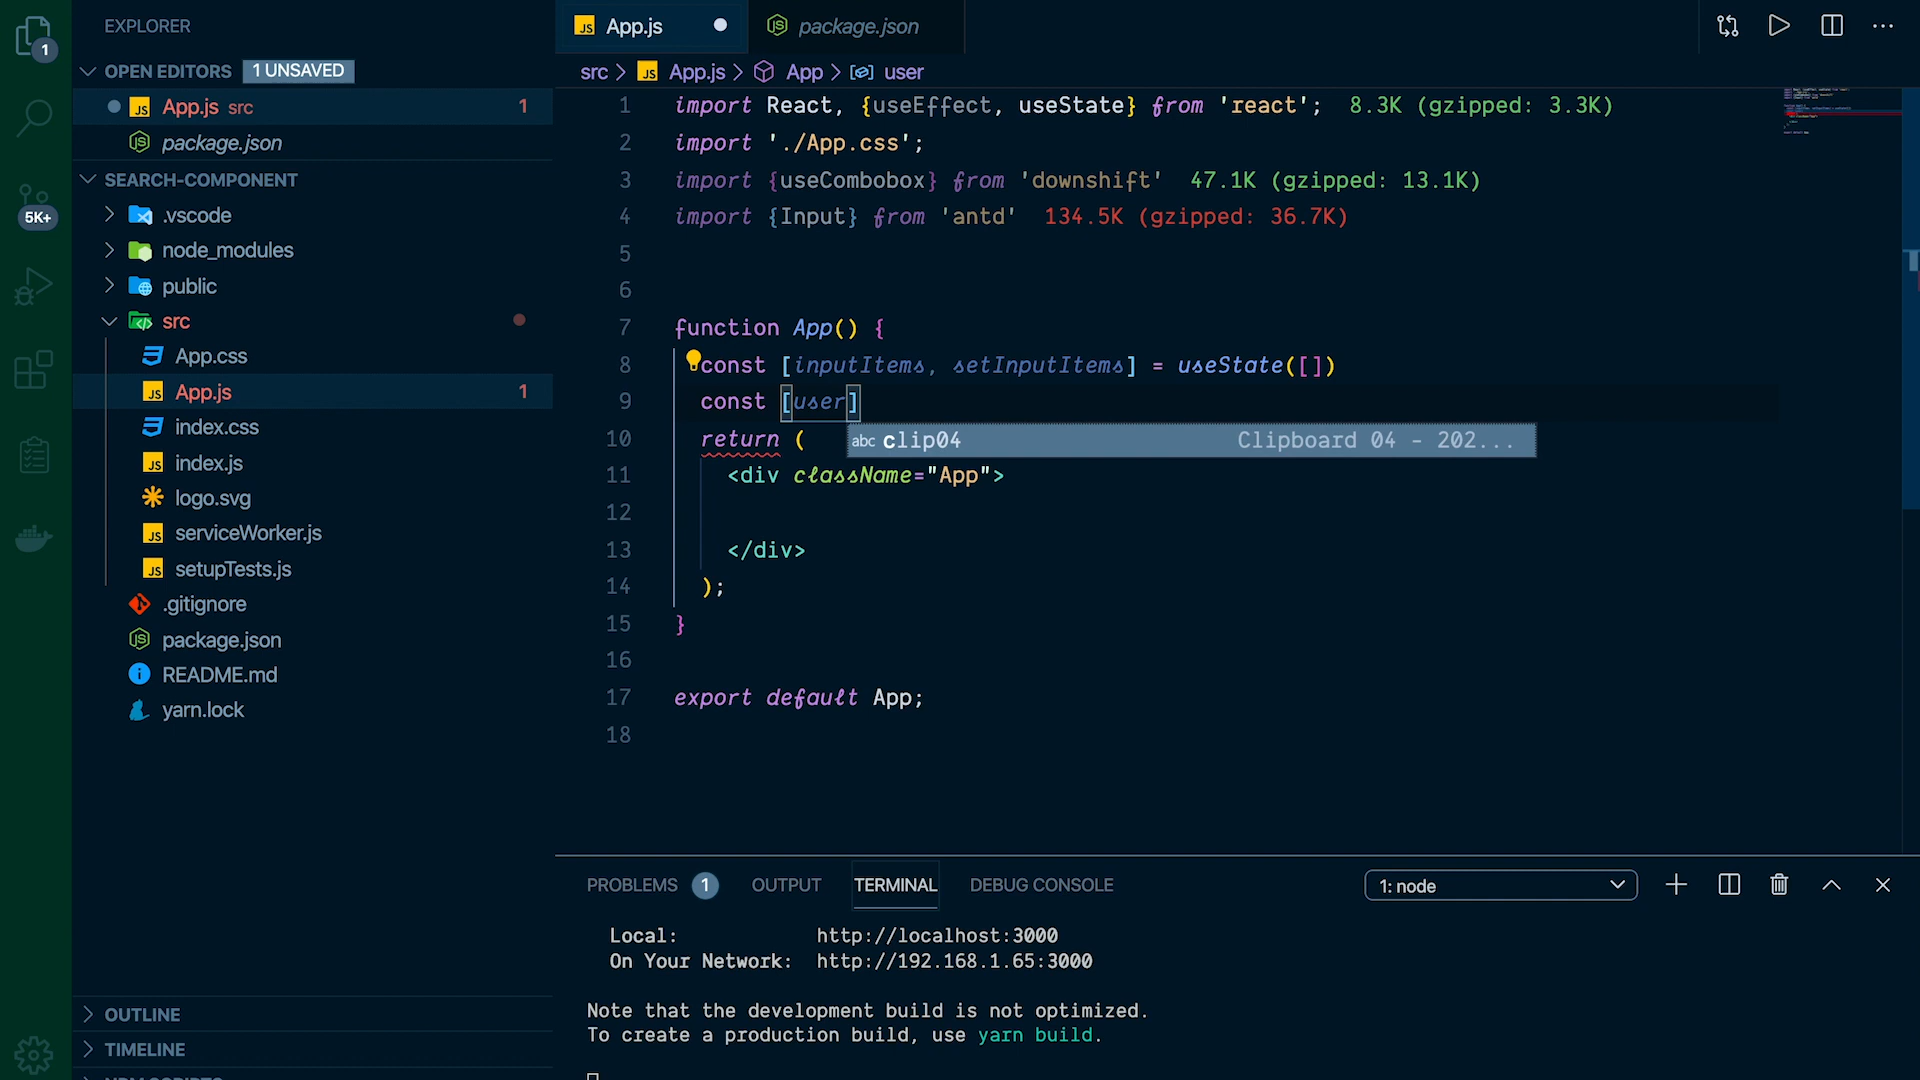 EXPLORER
1
OPEN EDITORS 1 UNSAVED
App.js src 1
package.json
SEARCH-COMPONENT
5K+
.vscode
node_modules
public
src
App.css
App.js 1
index.css
index.js
logo.svg
serviceWorker.js
setupTests.js
.gitignore
package.json
README.md
yarn.lock
OUTLINE
TIMELINE
App.js
package.json
src > App.js > App > user
1 import React, {useEffect, useState} from 'react'; 8.3K (gzipped: 3.3K)
2 import './App.css';
3 import {useCombobox} from 'downshift' 47.1K (gzipped: 13.1K)
4 import {Input} from 'antd' 134.5K (gzipped: 36.7K)
5
6
7 function App() {
8 const [inputItems, setInputItems] = useState([])
9 const [user]
10 return (
abc clip04 Clipboard 04 - 202...
11 <div className="App">
12
13 </div>
14 );
15 }
16
17 export default App;
18
PROBLEMS 1 OUTPUT TERMINAL DEBUG CONSOLE 1: node
Local: http://localhost:3000
On Your Network: http://192.168.1.65:3000
Note that the development build is not optimized.
To create a production build, use yarn build.